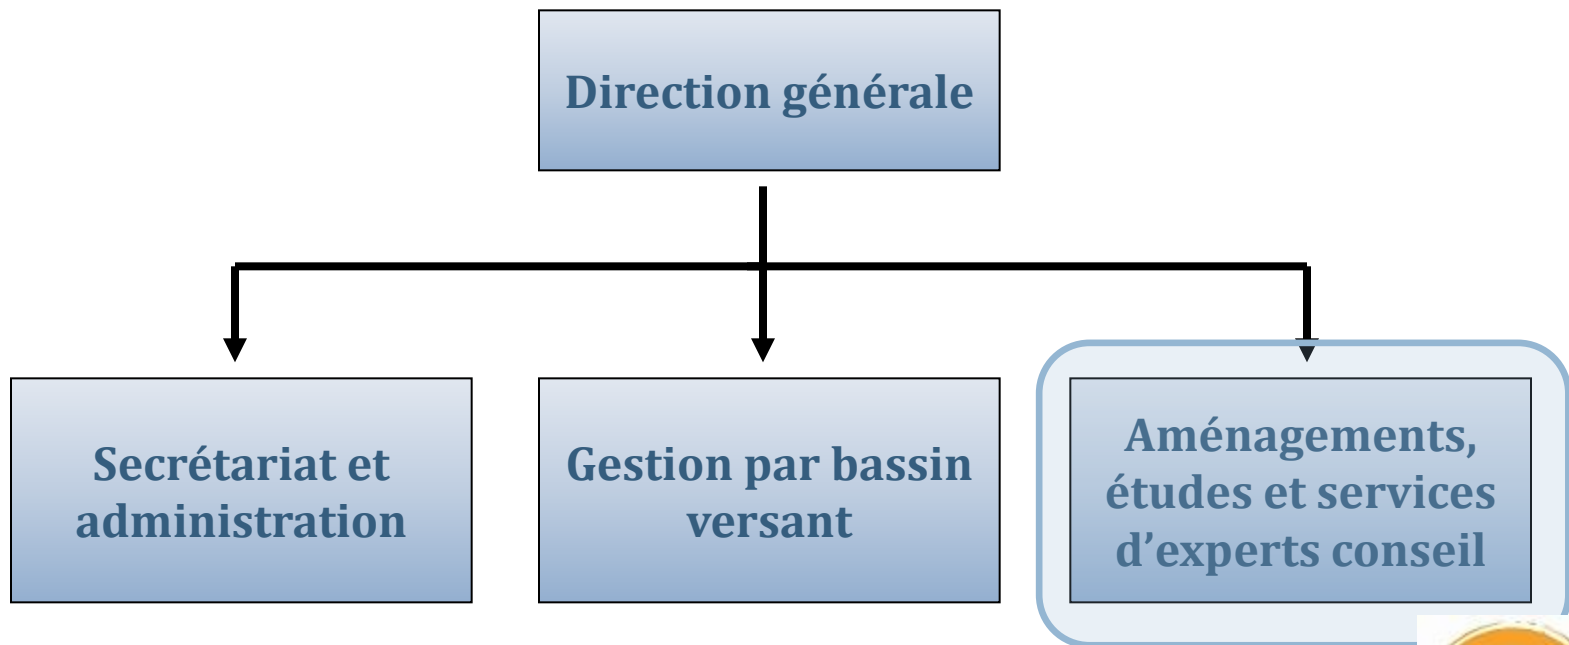 Direction générale
Secrétariat et
administration
Gestion par bassin
versant
Aménagements,
études et services
d’experts conseil